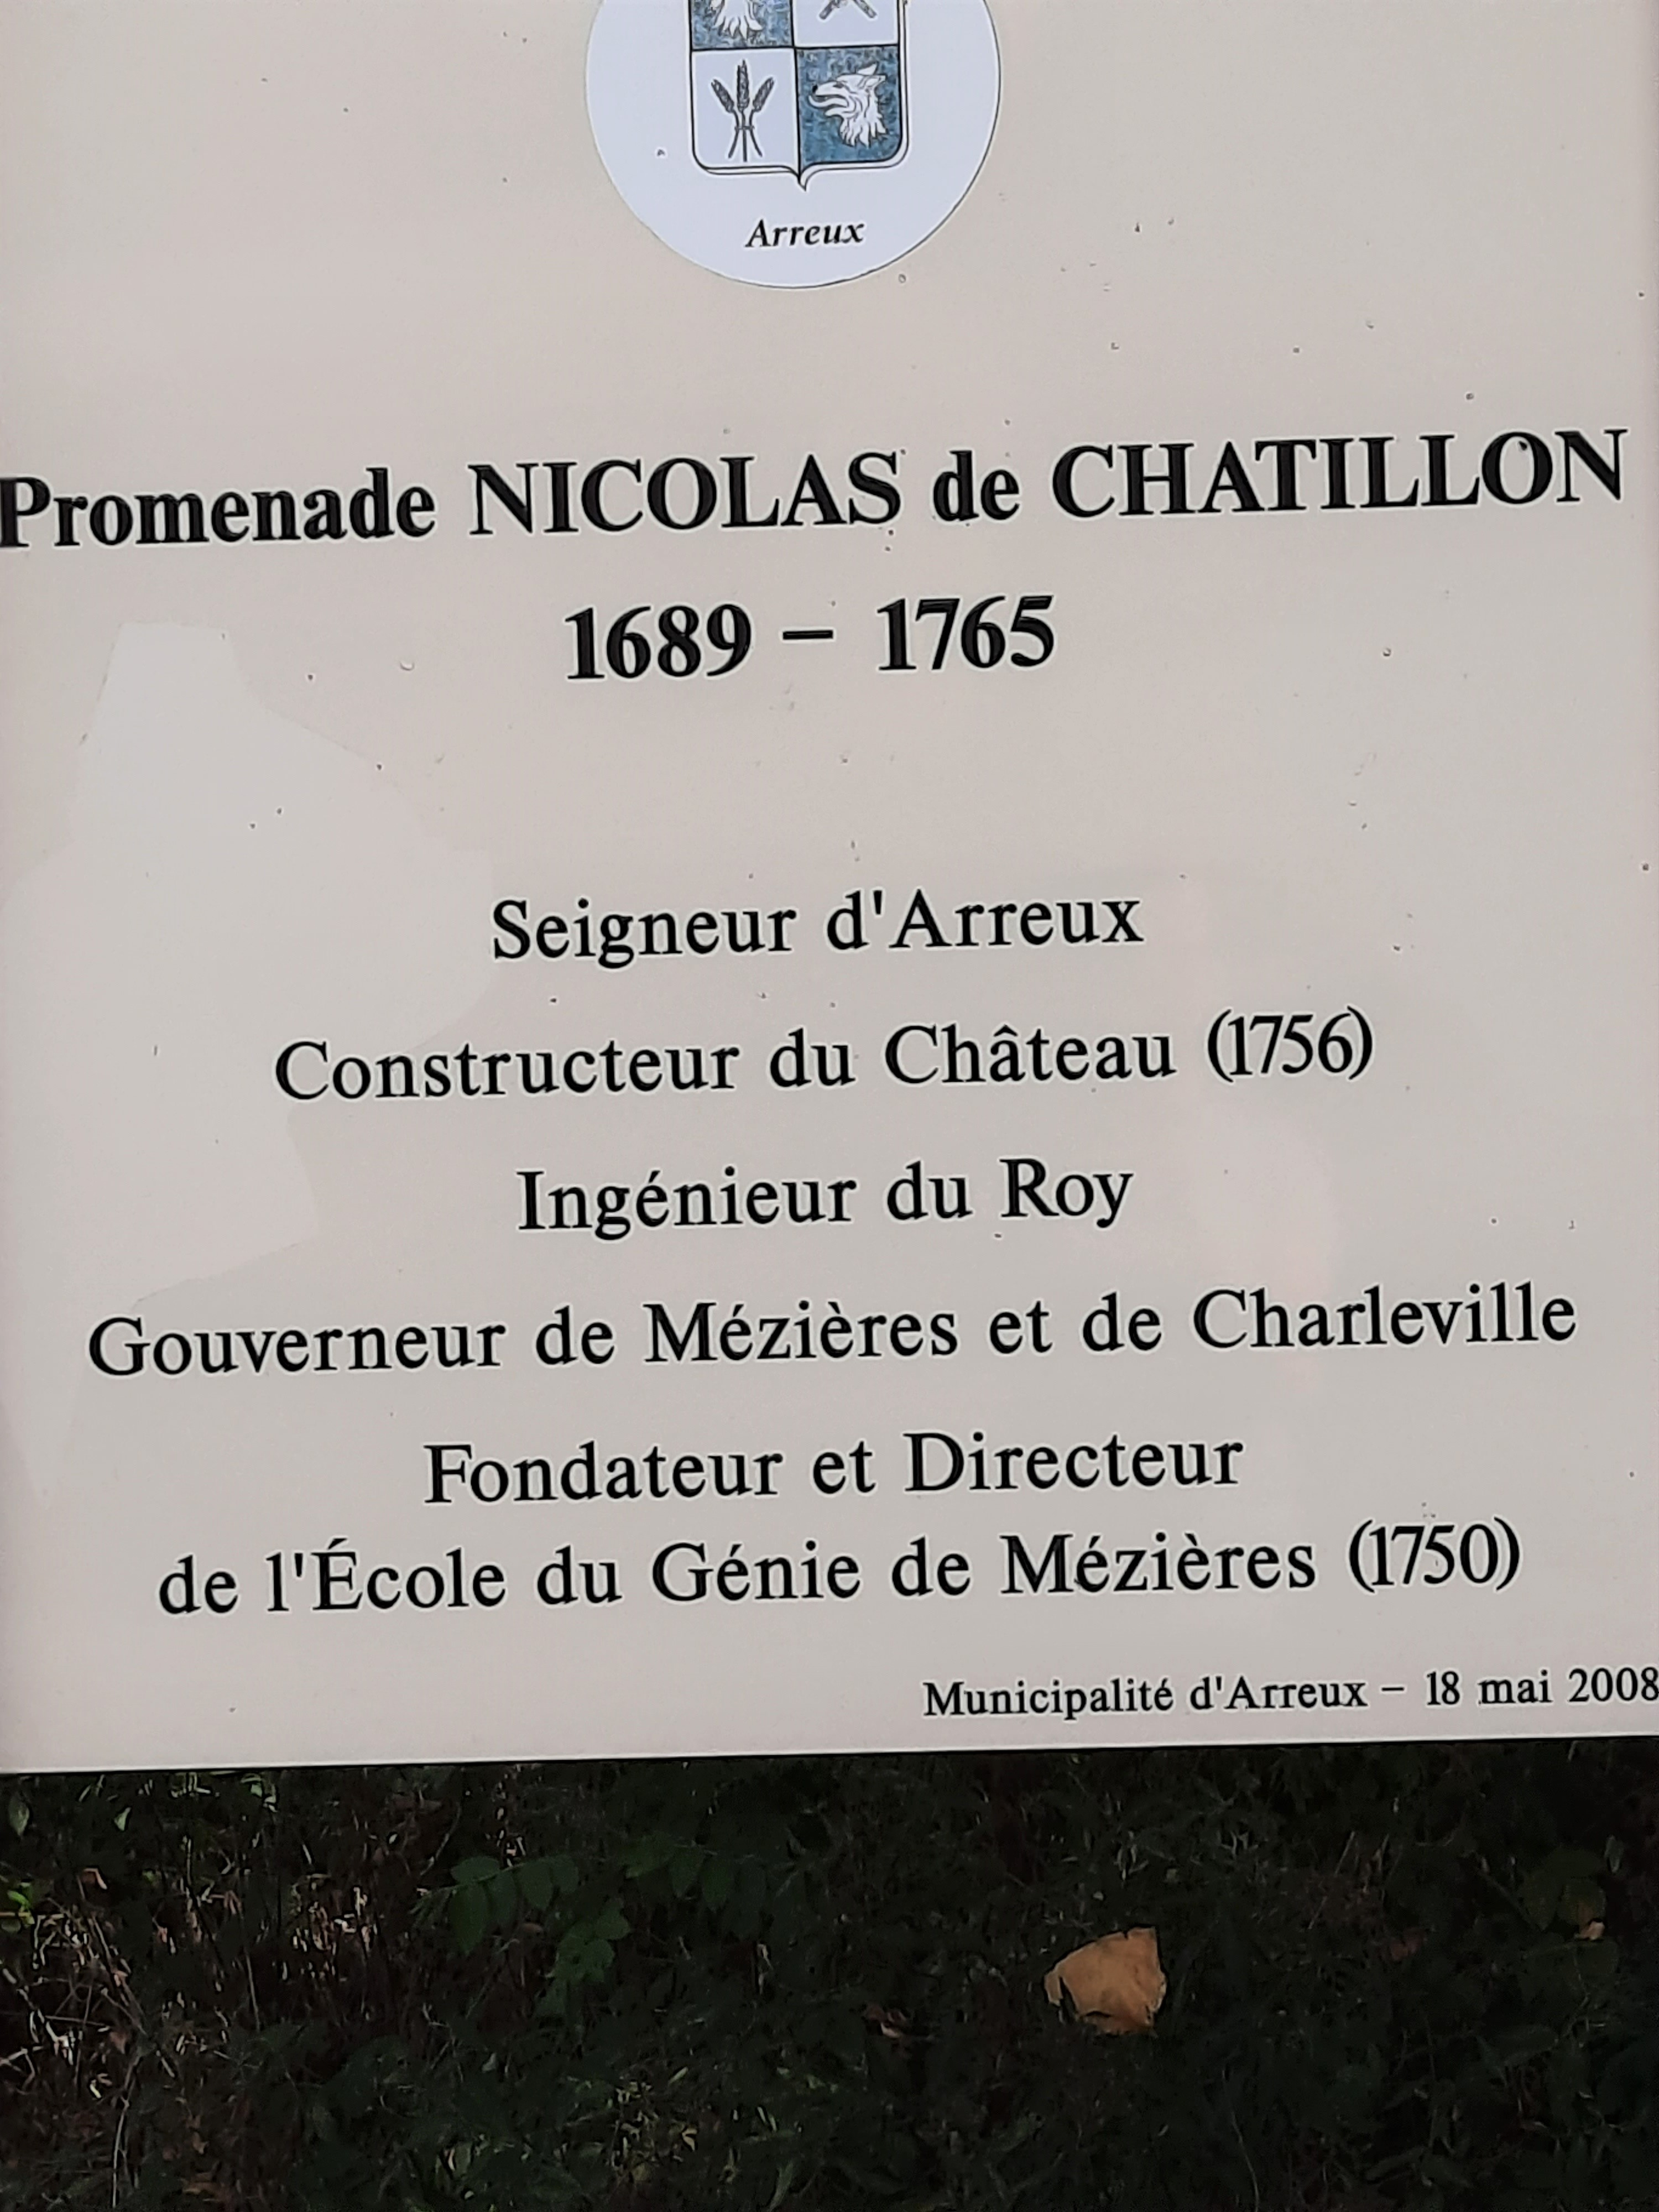 Arreux
Promenade NICOLAS de CHATILLON
1689 – 1765
Seigneur d'Arreux
Constructeur du Château (1756)
Ingénieur du Roy
Gouverneur de Mézières et de Charleville
Fondateur et Directeur
de l'École du Génie de Mézières (1750)
Municipalité d'Arreux – 18 mai 2008